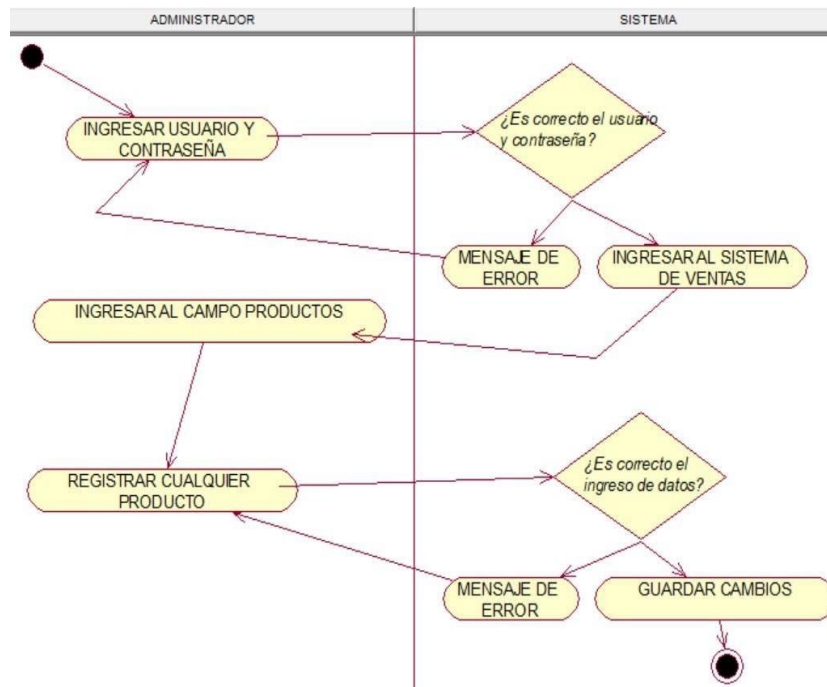 ADMINISTRADOR
SISTEMA
¿Es correcto el usuario
y contraseña?
INGRESAR USUARIO Y
CONTRASEÑA
MENSAJE DE
ERROR
INGRESAR AL SISTEMA
DE VENTAS
INGRESAR AL CAMPO PRODUCTOS
¿Es correcto el
ingreso de datos?
REGISTRAR CUALQUIER
PRODUCTO
MENSAJE DE
ERROR
GUARDAR CAMBIOS